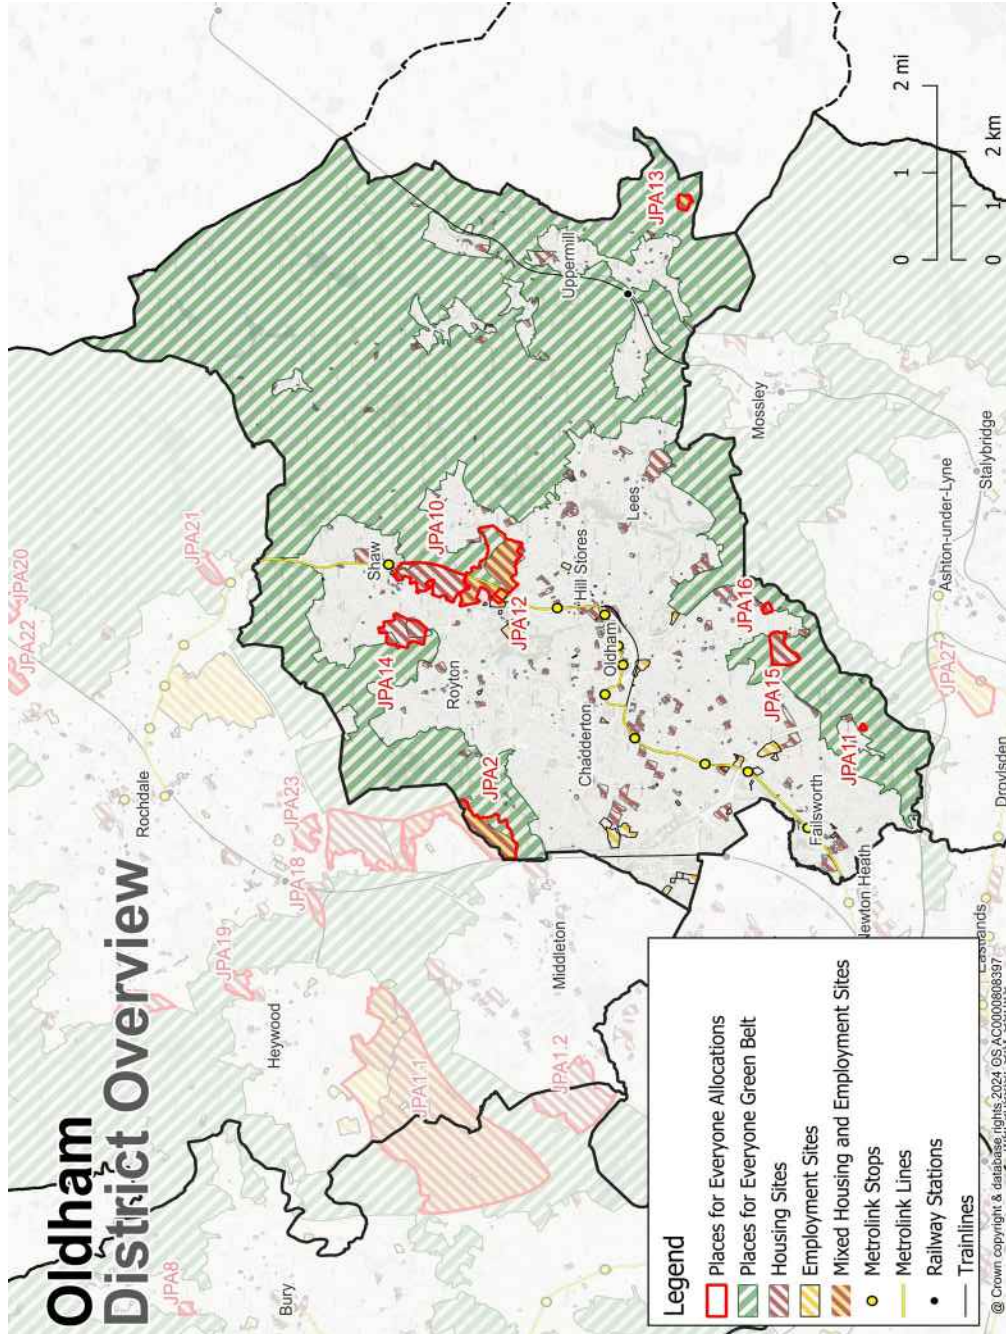 Oldham
District Overview
JPA8
Bury
Heywood
JPA19
JPA18
JPA23
Rochdale
JPA22
JPA20
JPA21
JPA1.1
JPA1.2
Middleton
JPA2
JPA14
Royton
Shaw
JPA10
JPA12
Chadderton
Oldham
Hill Stores
Lees
Uppermill
JPA13
Mossley
Stalybridge
Ashton-under-Lyne
JPA16
JPA15
JPA11
JPA27
Failsworth
Newton Heath
Droylsden
Eastlands
Legend
Places for Everyone Allocations
Places for Everyone Green Belt
Housing Sites
Employment Sites
Mixed Housing and Employment Sites
Metrolink Stops
Metrolink Lines
Railway Stations
Trainlines
0 1 2 mi
0 1 2 km
@ Crown copyright & database rights 2024 OS AC0000808397